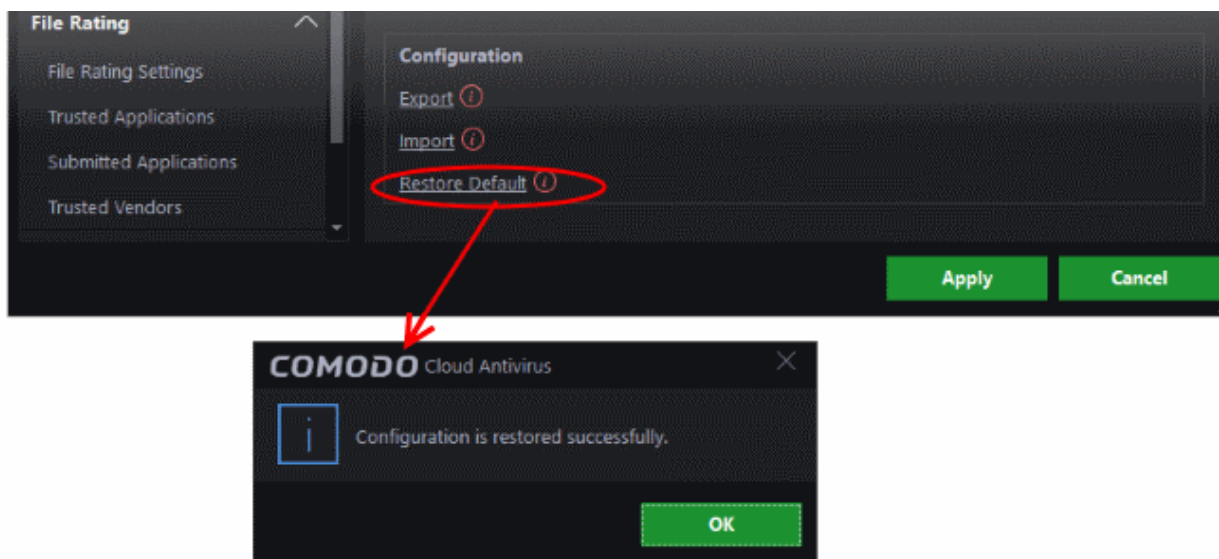 File Rating
File Rating Settings
Trusted Applications
Submitted Applications
Trusted Vendors
Configuration
Export
Import
Restore Default
Apply
Cancel
COMODO Cloud Antivirus
Configuration is restored successfully.
OK